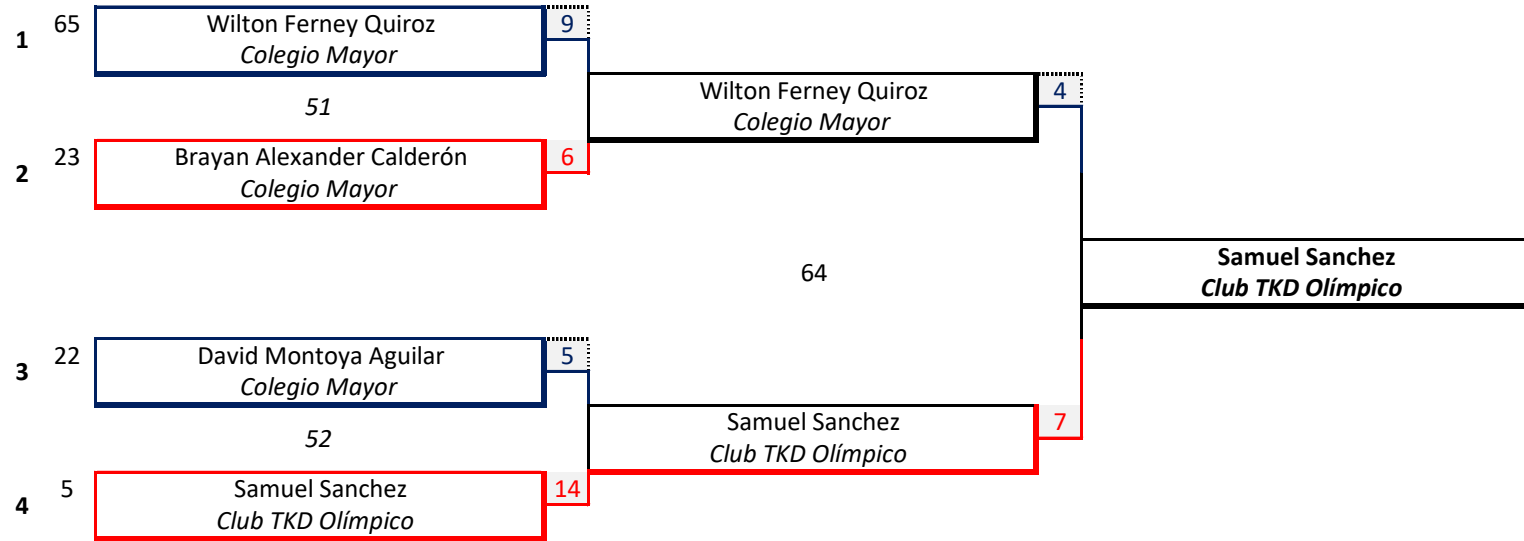 65
1
Wilton Ferney Quiroz
Colegio Mayor
9
51
Wilton Ferney Quiroz
Colegio Mayor
4
23
2
Brayan Alexander Calderón
Colegio Mayor
6
64
Samuel Sanchez
Club TKD Olímpico
22
3
David Montoya Aguilar
Colegio Mayor
5
52
Samuel Sanchez
Club TKD Olímpico
7
5
4
Samuel Sanchez
Club TKD Olímpico
14